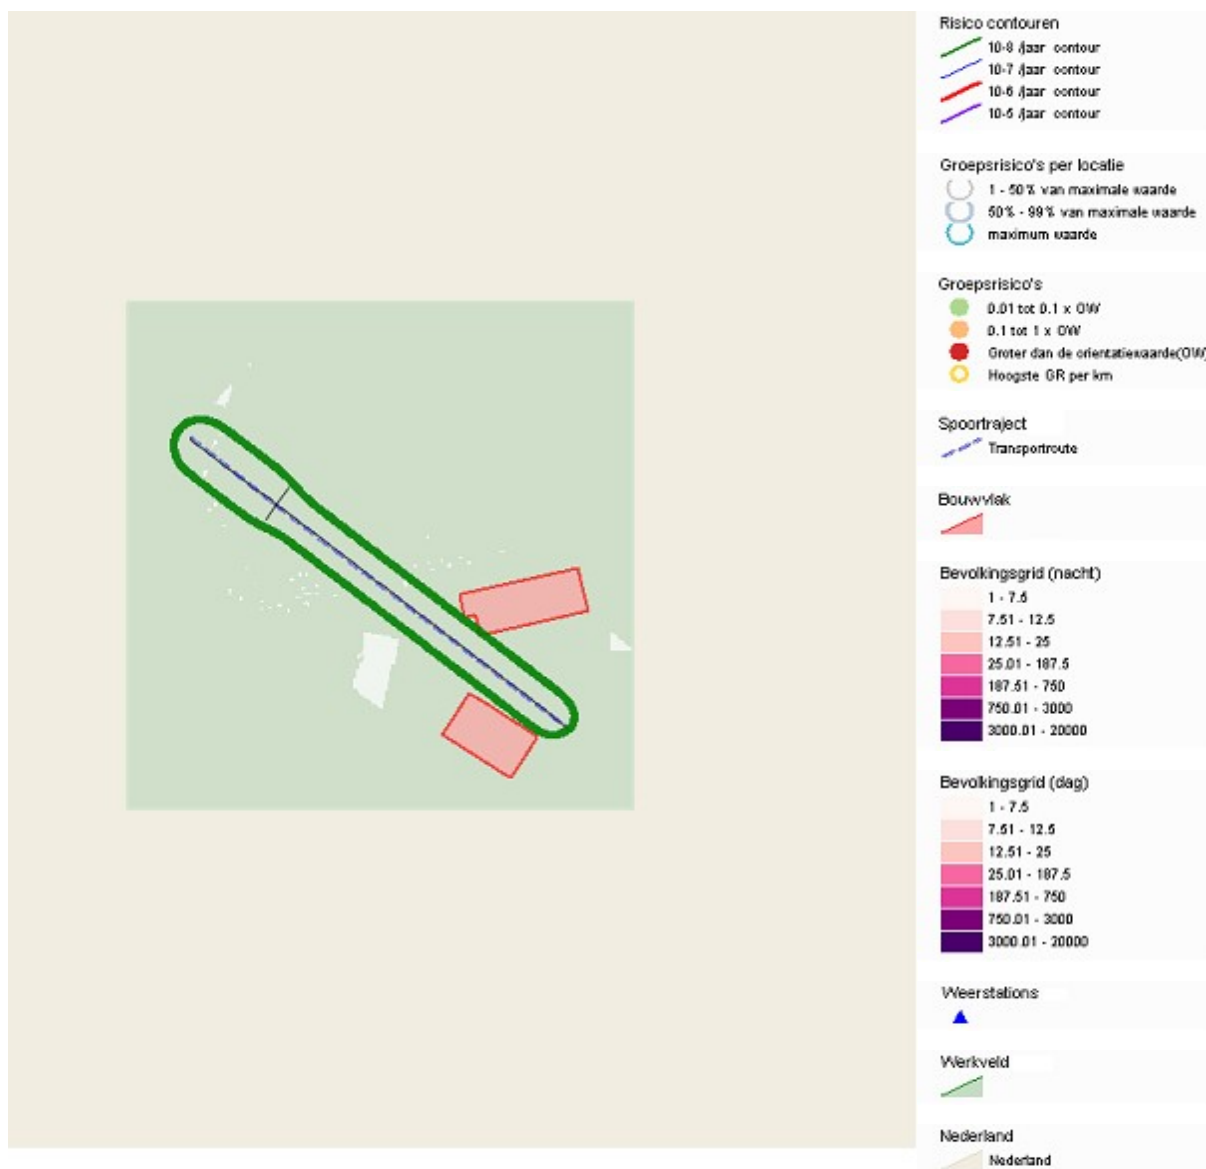 Risico contouren
10-8 /jaar contour
10-7 /jaar contour
10-6 /jaar contour
10-5 /jaar contour
Groepsrisico's per locatie
1 - 50% van maximale waarde
50% - 99% van maximale waarde
maximum waarde
Groepsrisico's
0.01 tot 0.1 x OW
0.1 tot 1 x OW
Groter dan de orientatiewaarde(OW)
Hoogste GR per km
Spoortraject
Transportroute
Bouwvlak
Bevolkingsgrid (nacht)
1 - 7.5
7.51 - 12.5
12.51 - 25
25.01 - 187.5
187.51 - 750
750.01 - 3000
3000.01 - 20000
Bevolkingsgrid (dag)
1 - 7.5
7.51 - 12.5
12.51 - 25
25.01 - 187.5
187.51 - 750
750.01 - 3000
3000.01 - 20000
Weerstations
Werkveld
Nederland
Nederland